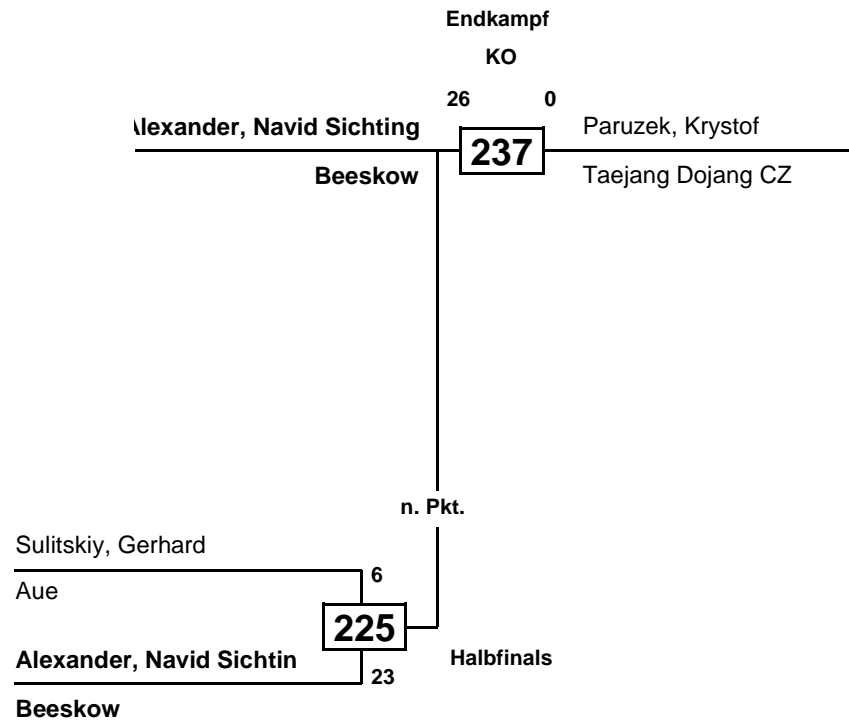 Endkampf
KO
26 0
lexander, Navid Sichting
237
Paruzek, Krystof
Beeskow
Taejang Dojang CZ
n. Pkt.
Sulitskiy, Gerhard
6
Aue
225
Alexander, Navid Sichtin
Halbfinals
23
Beeskow